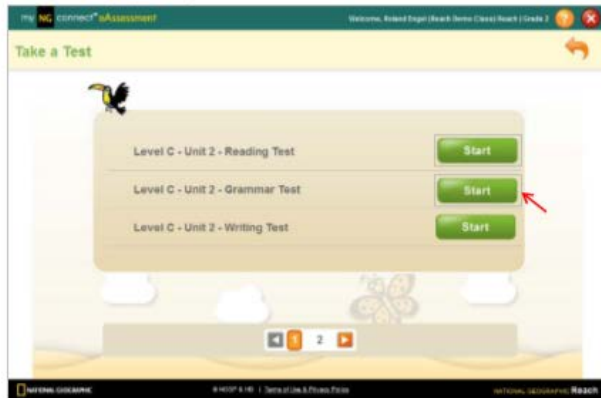 my NG connect eAssessment
Welcome, Roland Engel (Reach Demo Class) Reach | Grade 2
Take a Test
Level C - Unit 2 - Reading Test Start
Level C - Unit 2 - Grammar Test Start
Level C - Unit 2 - Writing Test Start
1 2
NATIONAL GEOGRAPHIC
| Terms of Use & Privacy Policy
NATIONAL GEOGRAPHIC Reach